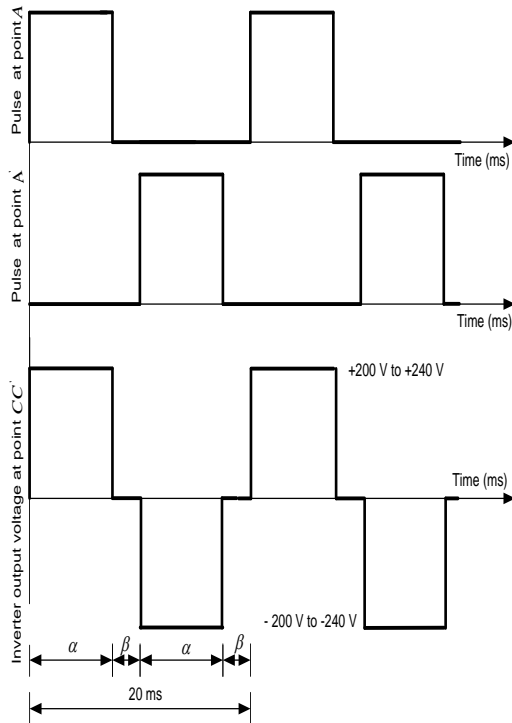 Pulse at point A
Time (ms)
Pulse at point A'
Time (ms)
Inverter output voltage at point CC'
+200 V to +240 V
Time (ms)
- 200 V to -240 V
α
β
α
β
20 ms